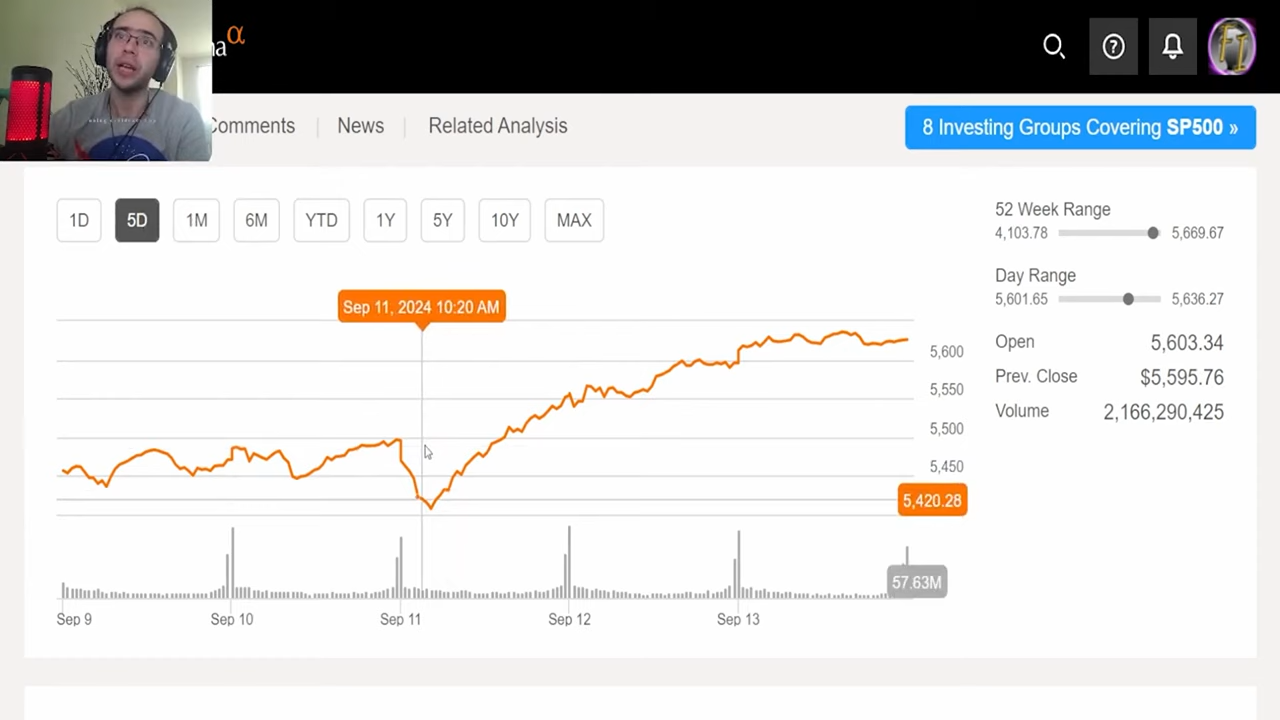 haα
Comments
News
Related Analysis
8 Investing Groups Covering SP500 »
1D
5D
1M
6M
YTD
1Y
5Y
10Y
MAX
52 Week Range
4,103.78
5,669.67
Day Range
5,601.65
5,636.27
Open
5,603.34
Prev. Close
$5,595.76
Volume
2,166,290,425
Sep 11, 2024 10:20 AM
5,600
5,550
5,500
5,450
5,420.28
57.63M
Sep 9
Sep 10
Sep 11
Sep 12
Sep 13